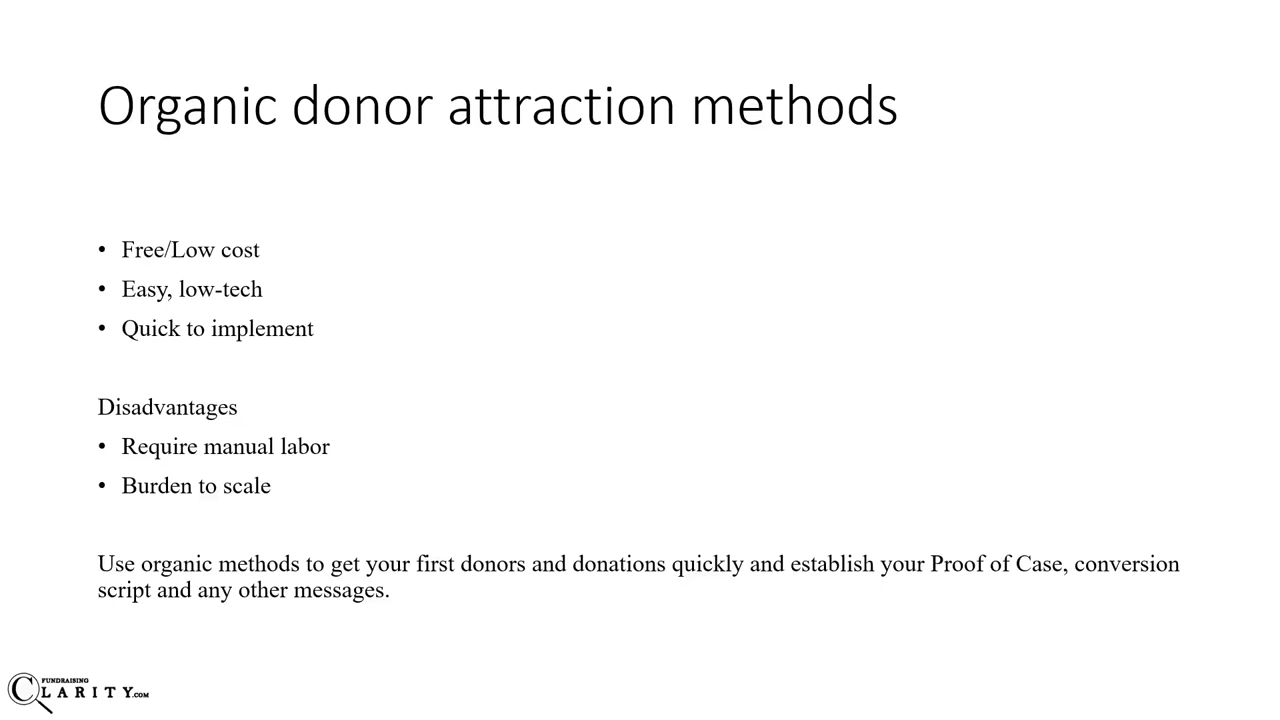 Organic donor attraction methods
• Free/Low cost
• Easy, low-tech
• Quick to implement
Disadvantages
• Require manual labor
• Burden to scale
Use organic methods to get your first donors and donations quickly and establish your Proof of Case, conversion
script and any other messages.
FUNDRAISING
CLARITY.COM